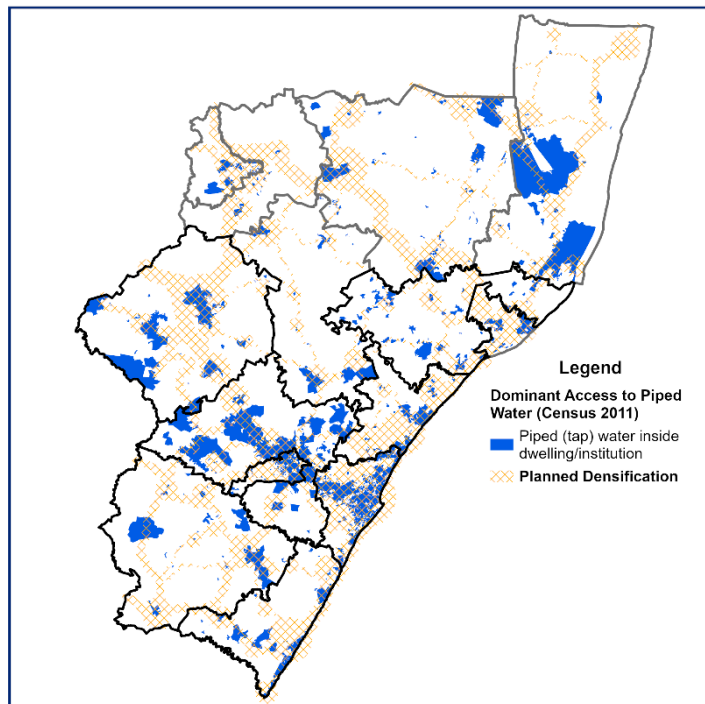 Legend
Dominant Access to Piped
Water (Census 2011)
Piped (tap) water inside
dwelling/institution
Planned Densification